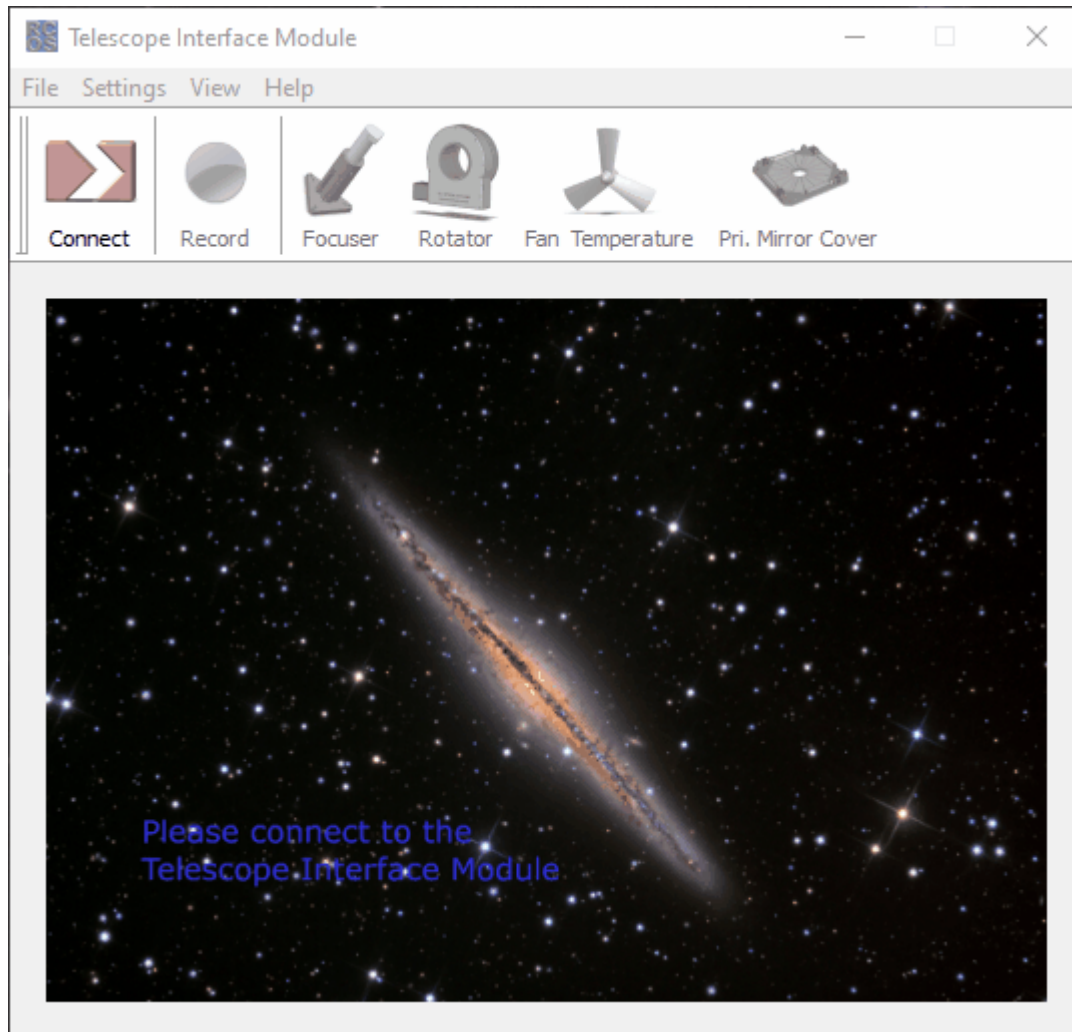 Telescope Interface Module
File Settings View Help
Connect Record Focuser Rotator Fan Temperature Pri. Mirror Cover
Please connect to the
Telescope Interface Module